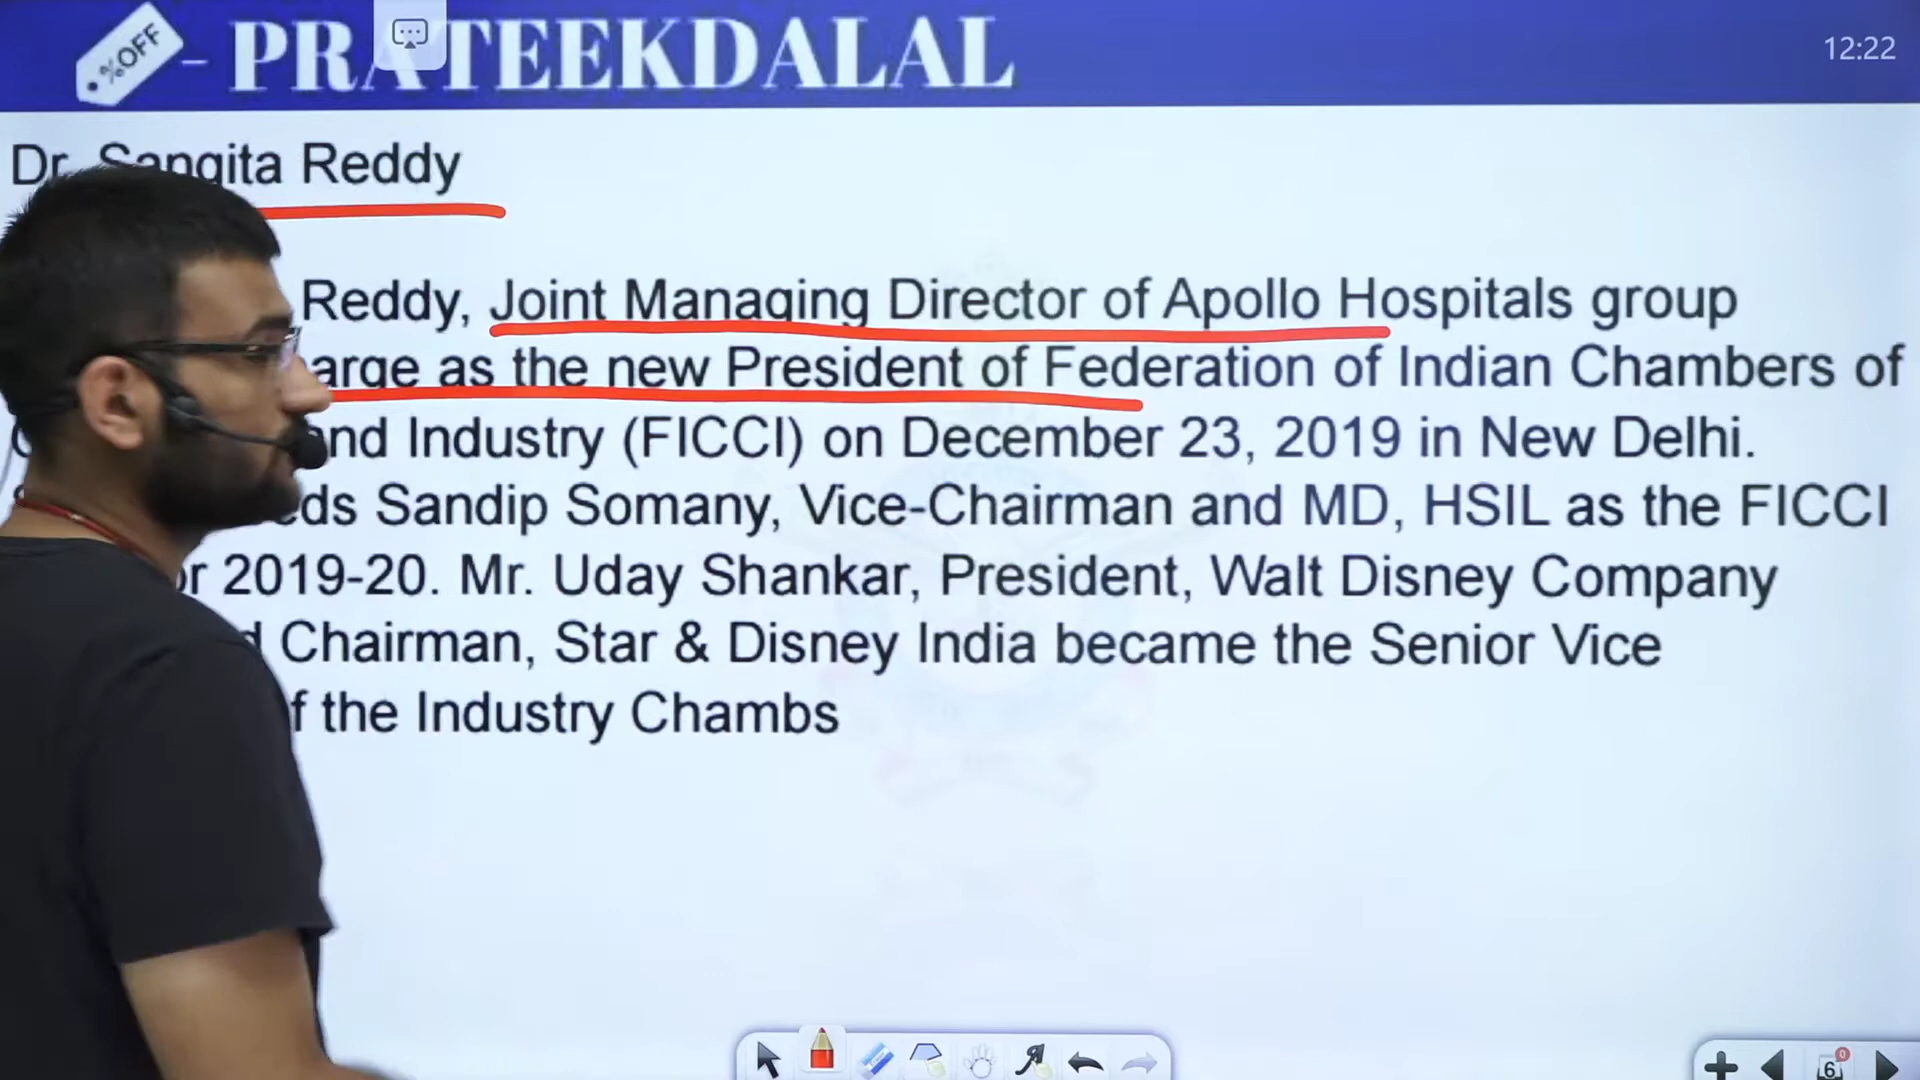 %OFF - PRATEEKDALAL
12:22
Dr. Sangita Reddy
Reddy, Joint Managing Director of Apollo Hospitals group
arge as the new President of Federation of Indian Chambers of
nd Industry (FICCI) on December 23, 2019 in New Delhi.
eds Sandip Somany, Vice-Chairman and MD, HSIL as the FICCI
or 2019-20. Mr. Uday Shankar, President, Walt Disney Company
d Chairman, Star & Disney India became the Senior Vice
f the Industry Chambs
6
0